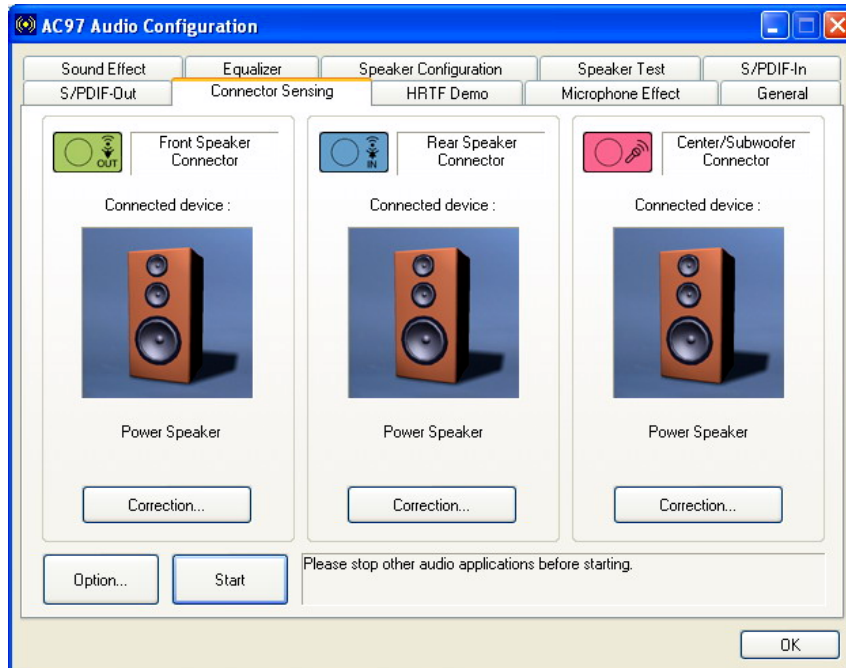 AC97 Audio Configuration
Sound Effect
Equalizer
Speaker Configuration
Speaker Test
S/PDIF-In
S/PDIF-Out
Connector Sensing
HRTF Demo
Microphone Effect
General
OUT
Front Speaker
Connector
IN
Rear Speaker
Connector
Center/Subwoofer
Connector
Connected device :
Connected device :
Connected device :
Power Speaker
Power Speaker
Power Speaker
Correction...
Correction...
Correction...
Option...
Start
Please stop other audio applications before starting.
OK